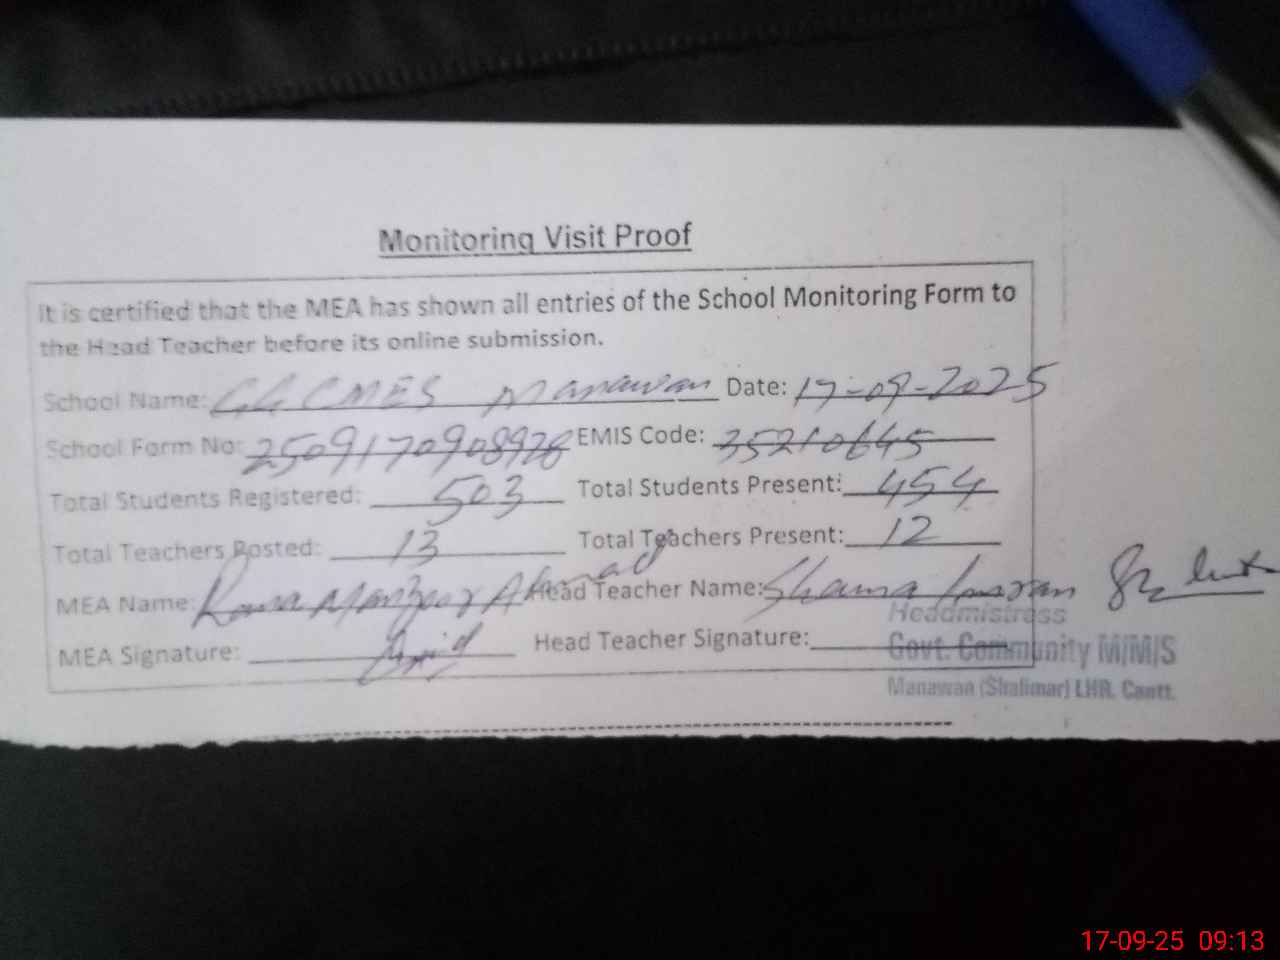 Monitoring Visit Proof
It is certified that the MEA has shown all entries of the School Monitoring Form to
the Head Teacher before its online submission.
School Name: GGCMES Manawan Date: 17-09-2025
School Form No: 2509170908928 EMIS Code: 35210645
Total Students Registered: 503 Total Students Present: 454
Total Teachers Posted: 13 Total Teachers Present: 12
MEA Name: Rana Manzoor Ahmad Head Teacher Name: Shama
MEA Signature: Head Teacher Signature:
Headmistress
Govt. Community M/M/S
Manawan (Shalimar) LHR. Cantt.
17-09-25 09:13